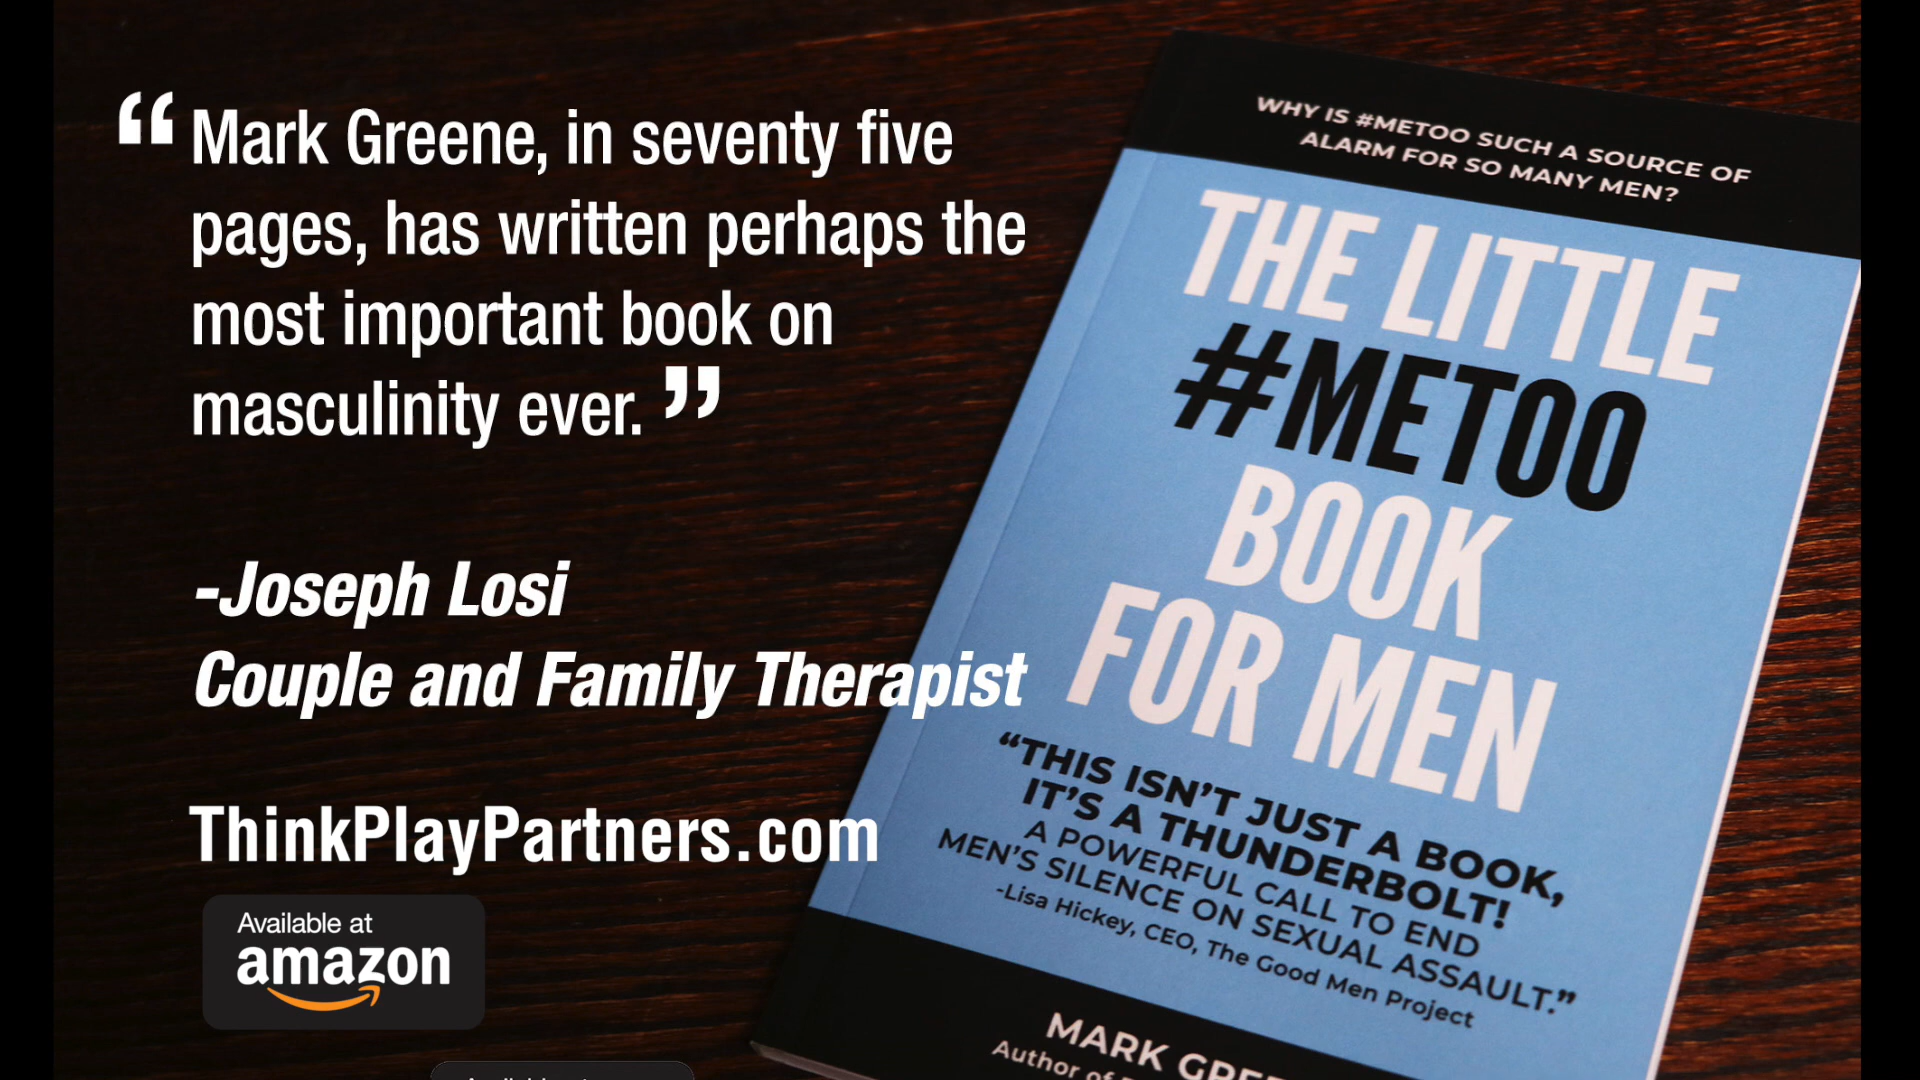 “ Mark Greene, in seventy five
pages, has written perhaps the
most important book on
masculinity ever. ”
-Joseph Losi
Couple and Family Therapist
ThinkPlayPartners.com
Available at
amazon
WHY IS #METOO SUCH A SOURCE OF
ALARM FOR SO MANY MEN?
THE LITTLE
#METOO
BOOK
FOR MEN
“THIS ISN’T JUST A BOOK,
IT’S A THUNDERBOLT!
A POWERFUL CALL TO END
MEN’S SILENCE ON SEXUAL ASSAULT.”
-Lisa Hickey, CEO, The Good Men Project
MARK
Author of